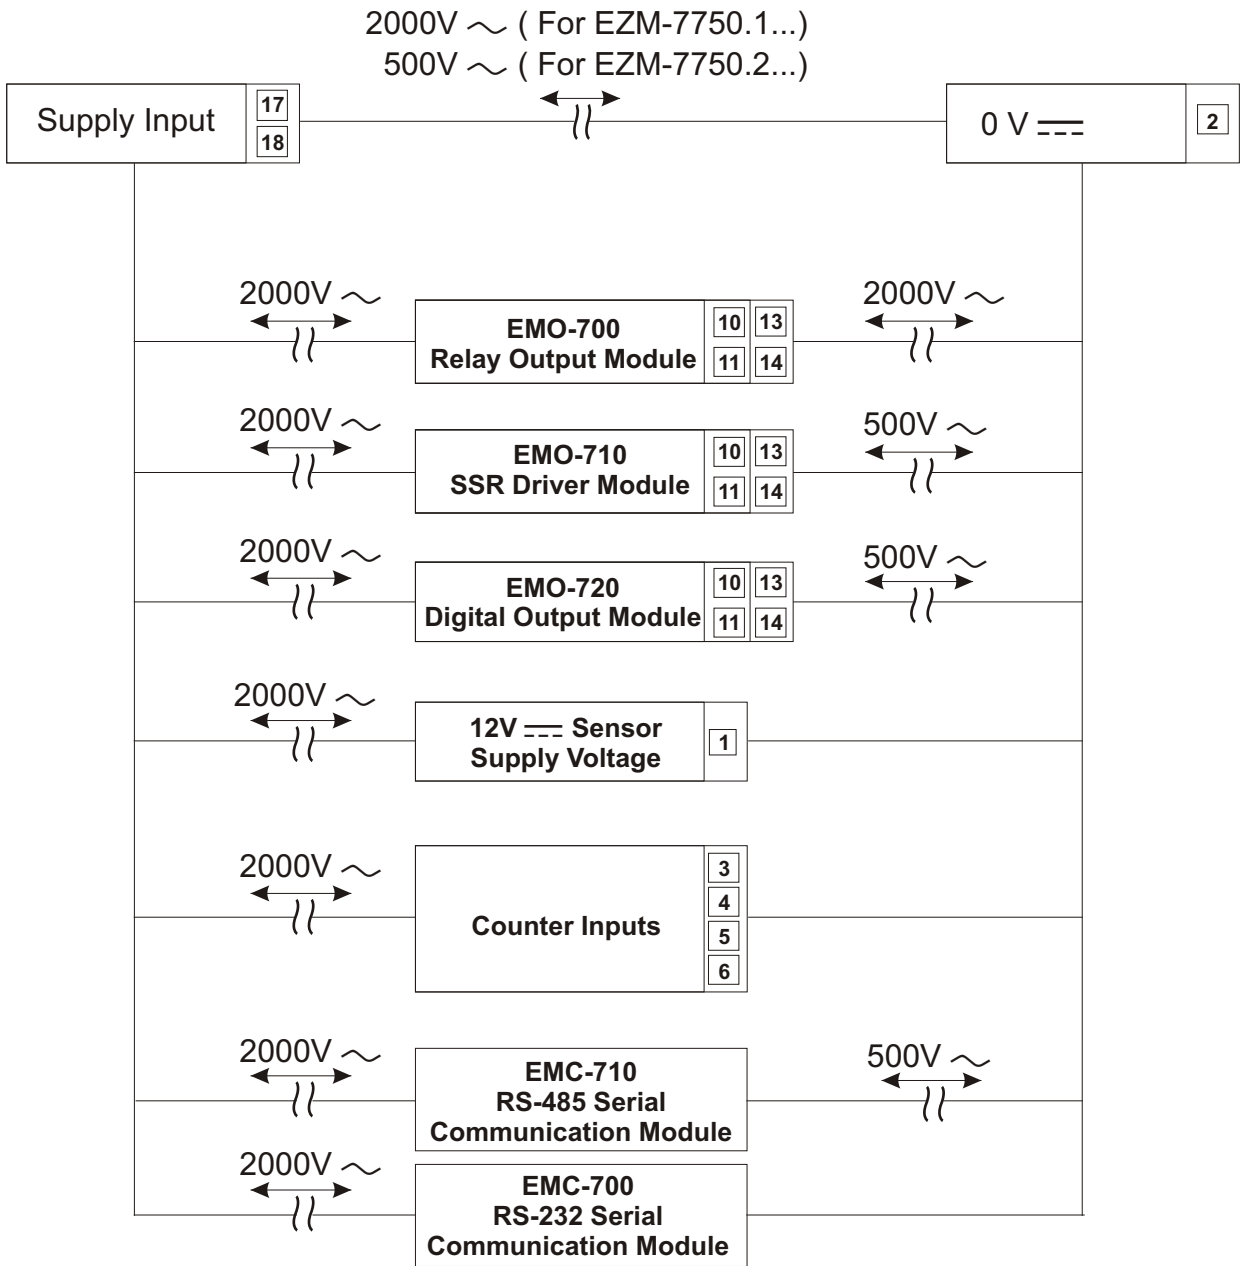 2000V ( For EZM-7750.1...)
500V ( For EZM-7750.2...)
Supply Input
17
18
0 V
2
2000V
EMO-700
Relay Output Module
10 13
11 14
2000V
2000V
EMO-710
SSR Driver Module
10 13
11 14
500V
2000V
EMO-720
Digital Output Module
10 13
11 14
500V
2000V
12V Sensor
Supply Voltage
1
2000V
Counter Inputs
3
4
5
6
2000V
EMC-710
RS-485 Serial
Communication Module
500V
2000V
EMC-700
RS-232 Serial
Communication Module